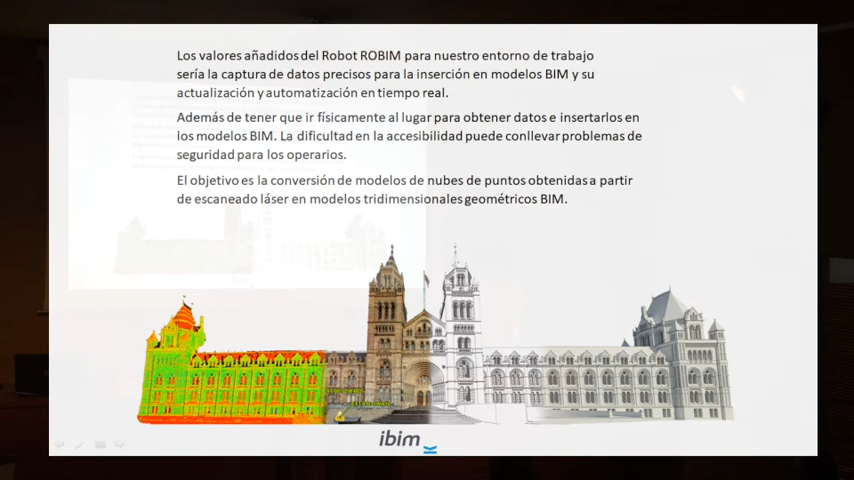 Los valores añadidos del Robot ROBIM para nuestro entorno de trabajo
sería la captura de datos precisos para la inserción en modelos BIM y su
actualización y automatización en tiempo real.
Además de tener que ir físicamente al lugar para obtener datos e insertarlos en
los modelos BIM. La dificultad en la accesibilidad puede conllevar problemas de
seguridad para los operarios.
El objetivo es la conversión de modelos de nubes de puntos obtenidas a partir
de escaneado láser en modelos tridimensionales geométricos BIM.
ibim